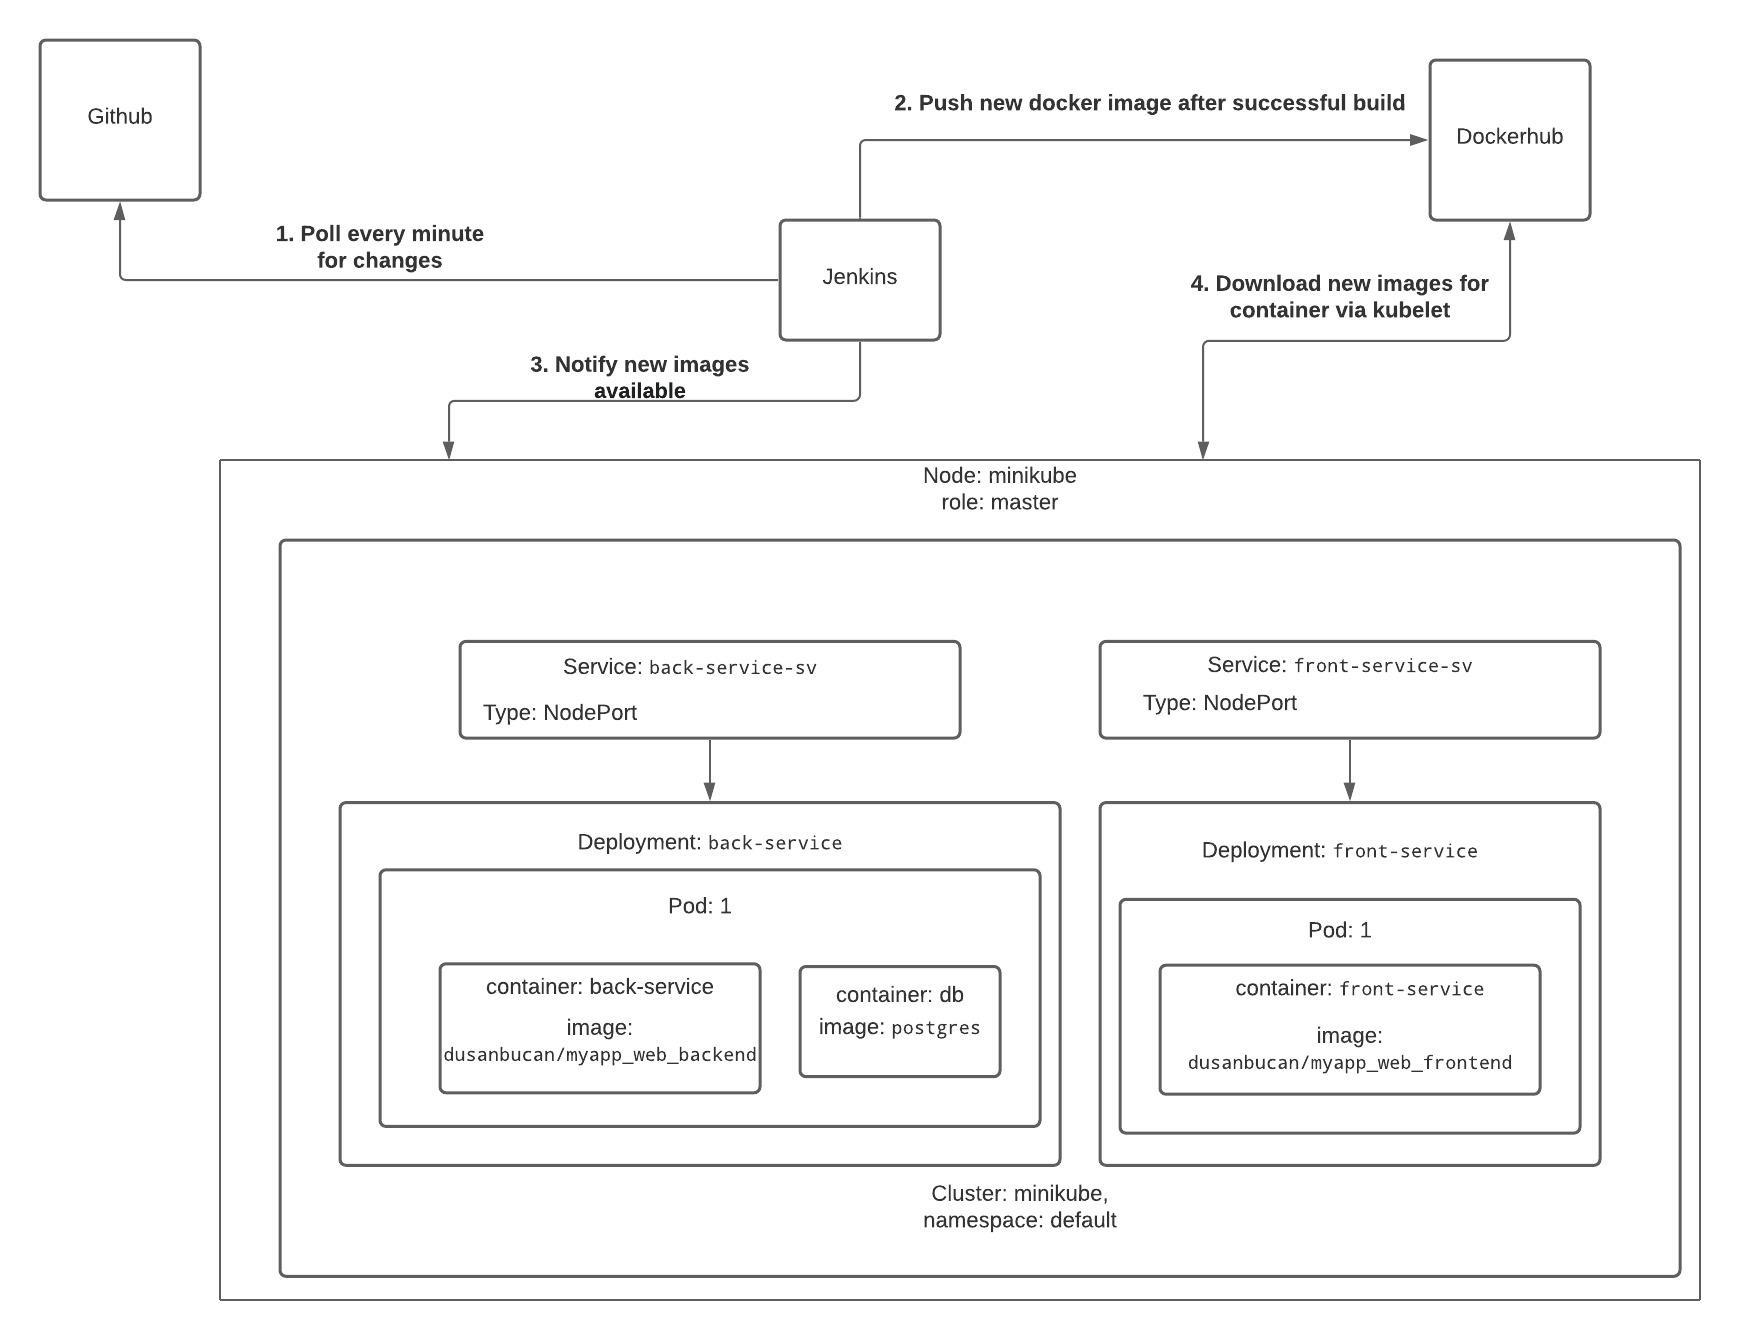 Github
2. Push new docker image after successful build
Dockerhub
1. Poll every minute
for changes
Jenkins
4. Download new images for
container via kubelet
3. Notify new images
available
Node: minikube
role: master
Service: back-service-sv
Type: NodePort
Service: front-service-sv
Type: NodePort
Deployment: back-service
Pod: 1
container: back-service
image:
dusanbucan/myapp_web_backend
container: db
image: postgres
Deployment: front-service
Pod: 1
container: front-service
image:
dusanbucan/myapp_web_frontend
Cluster: minikube,
namespace: default